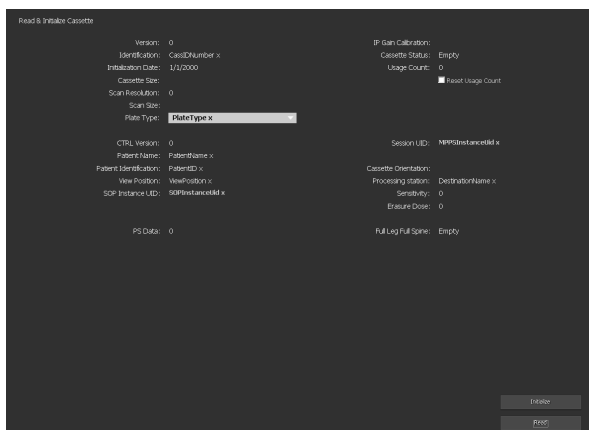 Read & Initialize Cassette
Version: 0 IP Gain Calibration:
Identification: CassIDNumber x Cassette Status: Empty
Initialization Date: 1/1/2000 Usage Count: 0
Cassette Size: Reset Usage Count
Scan Resolution: 0
Scan Size:
Plate Type: PlateType x
CTRL Version: 0 Session UID: MPPSInstanceUid x
Patient Name: PatientName x
Patient Identification: PatientID x Cassette Orientation:
View Position: ViewPosition x Processing station: DestinationName x
SOP Instance UID: SOPInstanceUid x Sensitivity: 0
Erasure Dose: 0
PS Data: 0 Full Leg Full Spine: Empty
Initialize
Read